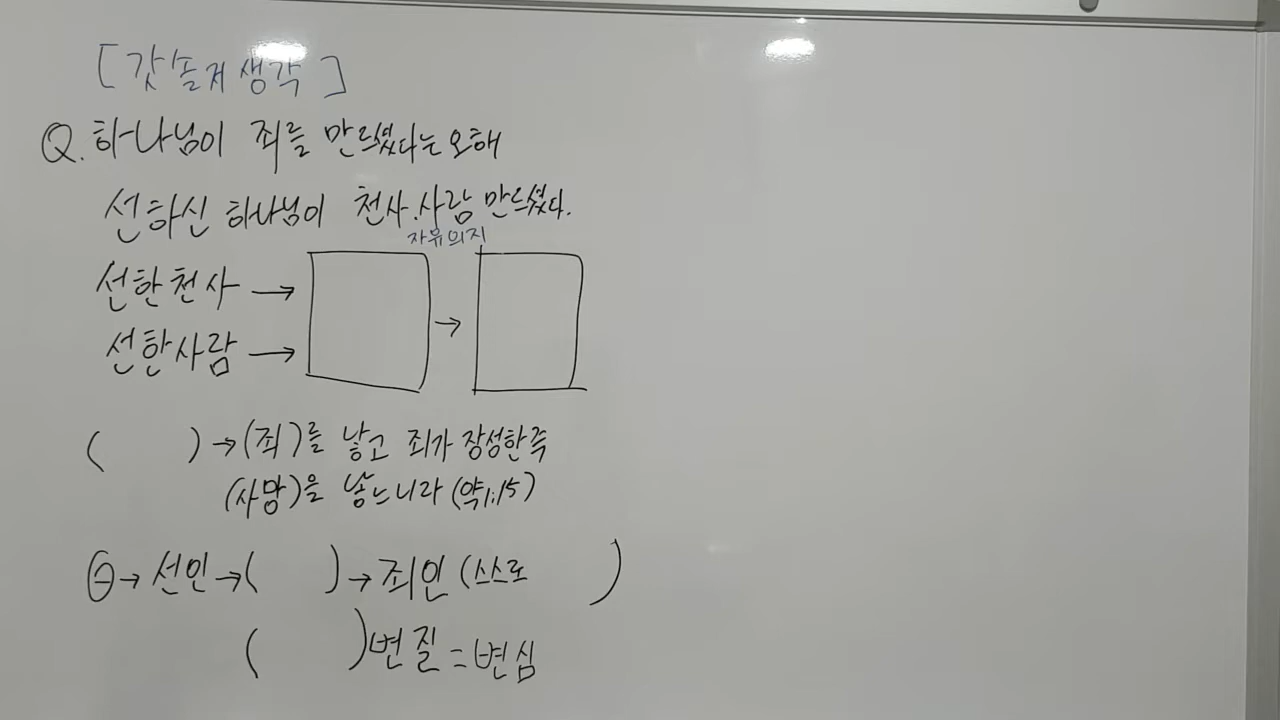 [갓솔져 생각]
Q. 하나님이 죄를 만드셨다는 오해
선하신 하나님이 천사.사람 만드셨다.
자유의지
선한천사 →
→
선한사람 →
(      ) → (죄)를 낳고 죄가 장성한즉
(사망)을 낳느니라 (약1:15)
Θ → 선인 → (      ) → 죄인 (스스로      )
(      )변질 = 변심